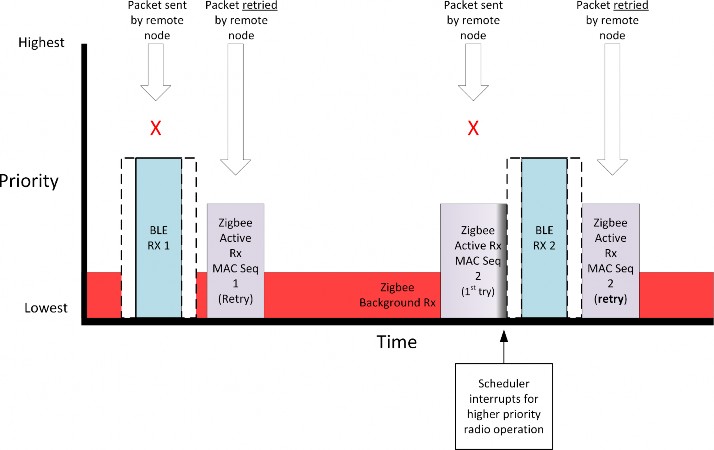 Packet sent
by remote
node
Packet retried
by remote
node
Packet sent
by remote
node
Packet retried
by remote
node
Highest
X
X
Priority
BLE
RX 1
Zigbee
Active
Rx
MAC Seq
1
(Retry)
Zigbee
Active Rx
MAC Seq
2
(1st try)
BLE
RX 2
Zigbee
Active
Rx
MAC Seq
2
(retry)
Zigbee
Background Rx
Lowest
Time
Scheduler
interrupts for
higher priority
radio operation